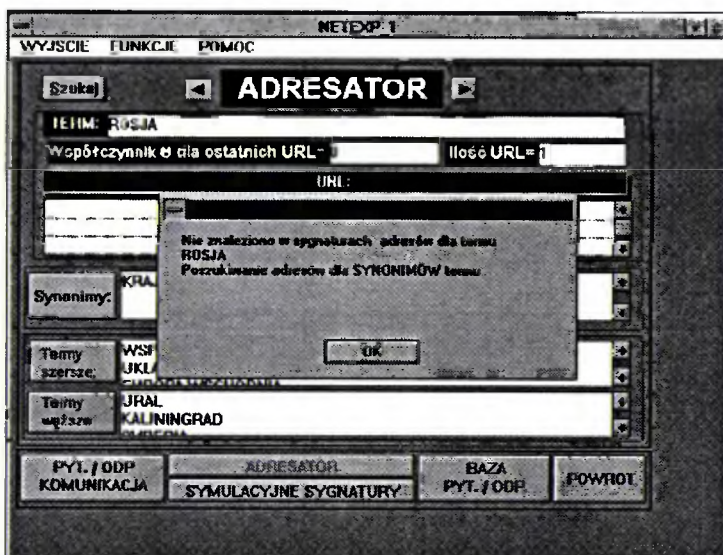 NETEXP_1
WYJSCIE FUNKCJE POMOC
Szukaj
ADRESATOR
TERM: ROSJA
Współczynnik dla ostatnich URL=
Ilość URL=
URL:
Nie znaleziono w sygnaturach adresów dla termu
ROSJA
Poszukiwanie adresów dla SYNONIMÓW termu
OK
Synonimy:
Termy
szersze:
Termy
węższe
URAL
KALININGRAD
PYT. / ODP
KOMUNIKACJA
ADRESATOR
SYMULACYJNE SYGNATURY
BAZA
PYT. / ODP
POWROT